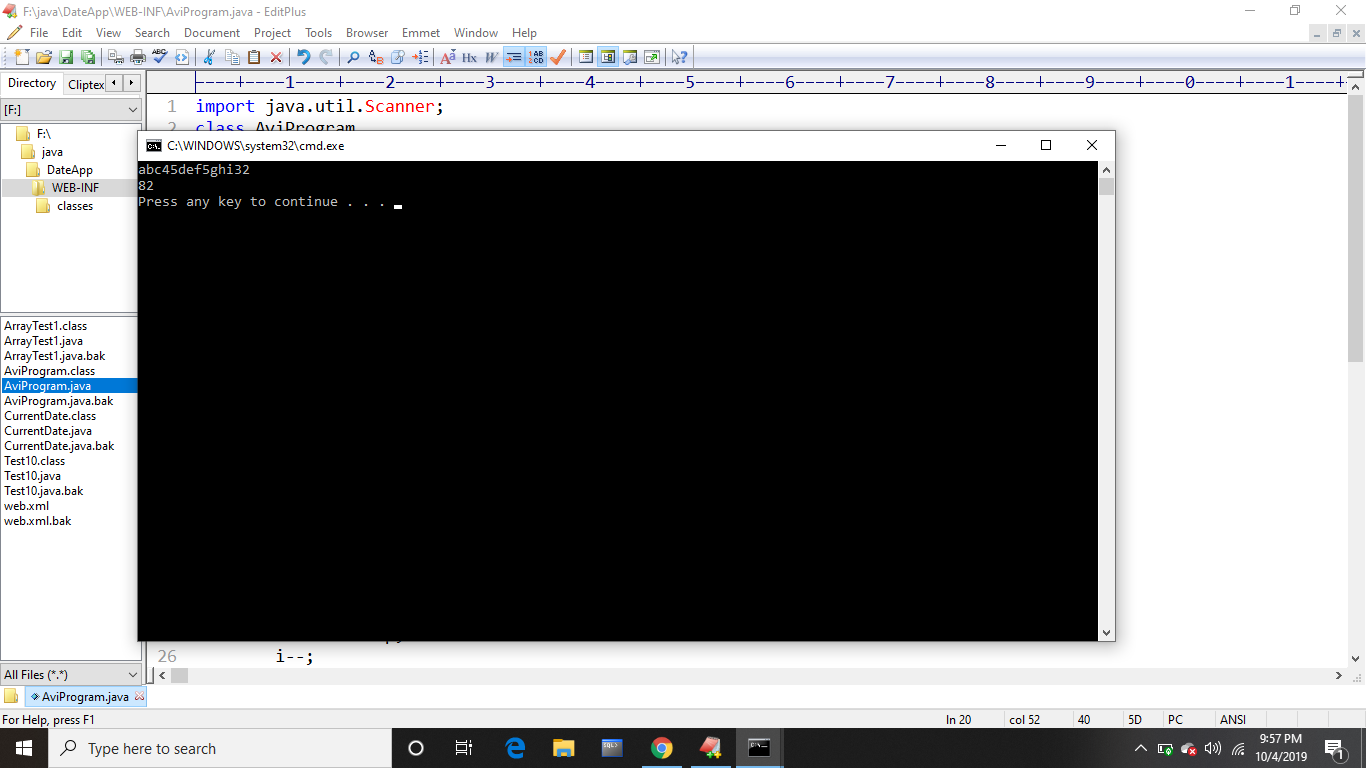 F:\java\DateApp\WEB-INF\AviProgram.java - EditPlus
File Edit View Search Document Project Tools Browser Emmet Window Help
Directory Cliptex
[F:]
F:\
java
DateApp
WEB-INF
classes
ArrayTest1.class
ArrayTest1.java
ArrayTest1.java.bak
AviProgram.class
AviProgram.java
AviProgram.java.bak
CurrentDate.class
CurrentDate.java
CurrentDate.java.bak
Test10.class
Test10.java
Test10.java.bak
web.xml
web.xml.bak
All Files (*.*)
----+----1----+----2----+----3----+----4----+----5----+----6----+----7----+----8----+----9----+----0----+----1----+
1 import java.util.Scanner;
2 class AviProgram
C:\WINDOWS\system32\cmd.exe
abc45def5ghi32
82
Press any key to continue . . .
26 i--;
AviProgram.java
For Help, press F1 ln 20 col 52 40 5D PC ANSI
Type here to search
9:57 PM
10/4/2019
1